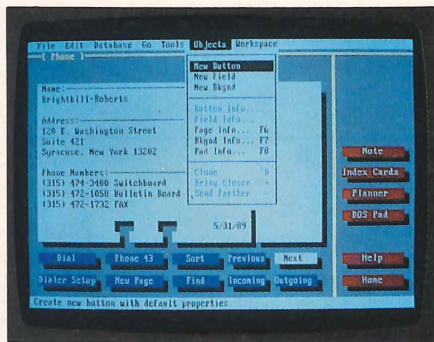 File Edit Database Go Tools Objects Workspace
[ Phone ]
New Button
New Field
New Bkgnd
Button Info...
Field Info...
Page Info... F6
Bkgnd Info... F7
Pad Info... F8
Clone ^D
Bring Closer +
Send Farther -
Name:
Brightbill-Roberts
Address:
120 E. Washington Street
Suite 421
Syracuse, New York 13202
Phone Numbers:
(315) 474-3400 Switchboard
(315) 472-1058 Bulletin Board
(315) 472-1732 FAX
5/31/89
Note
Index Cards
Planner
DOS Pad
Dial Phone 43 Sort Previous Next Help
Dialer Setup New Page Find Incoming Outgoing Home
Create new button with default properties